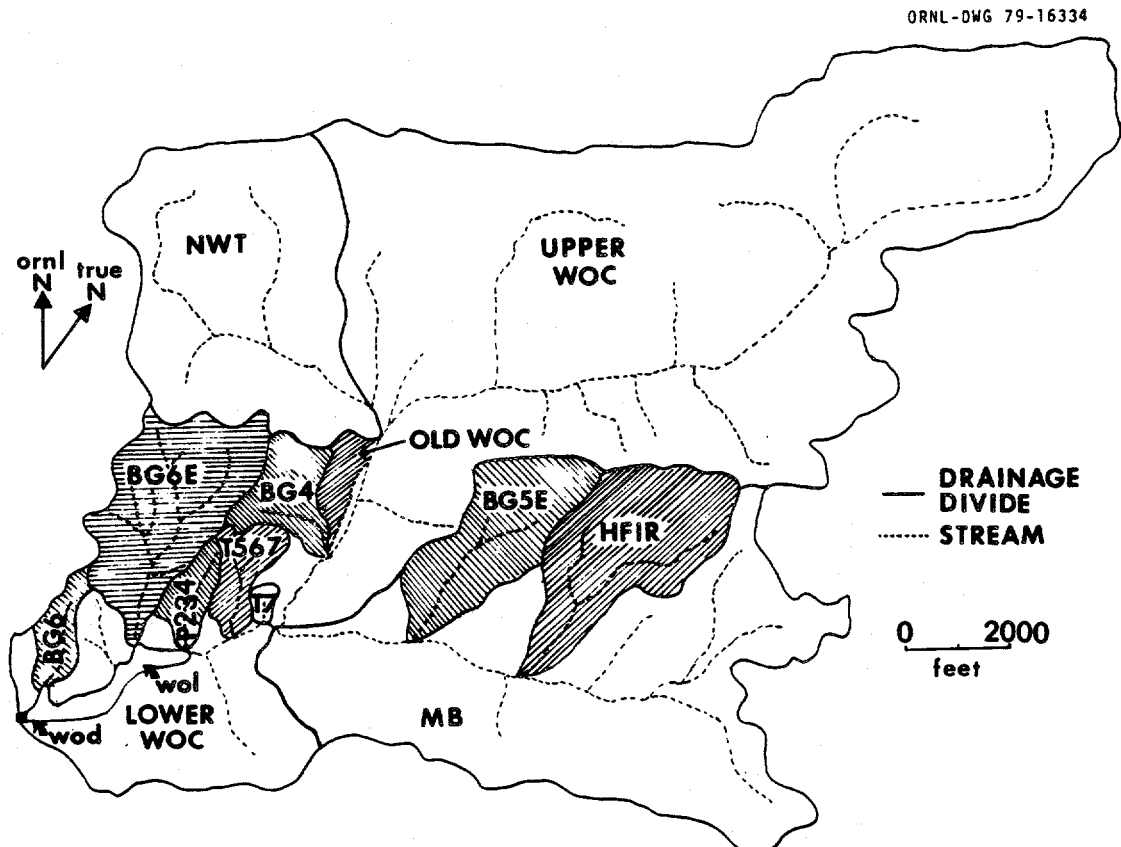 ORNL-DWG 79-16334
NWT
UPPER
WOC
ornl
N
true
N
OLD WOC
BG6E
BG4
BG5E
HFIR
T567
P234
T7
BG6
DRAINAGE
DIVIDE
STREAM
0 2000
feet
wol
wod
LOWER
WOC
MB